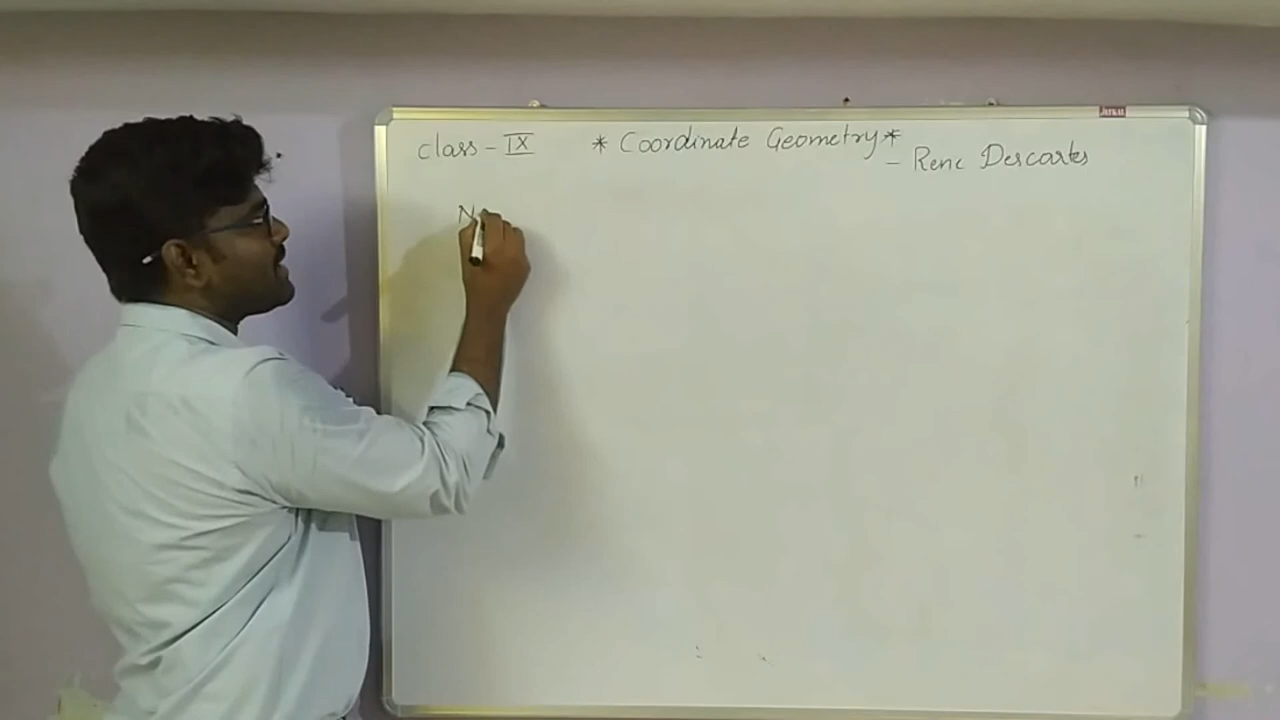 class - IX
* Coordinate Geometry *
- Renc Descartes
N